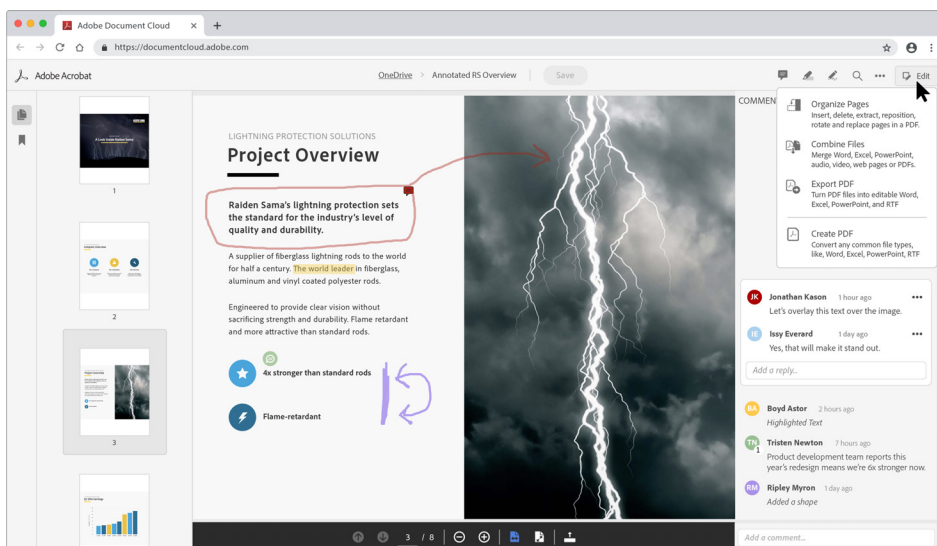 Adobe Document Cloud × +
https://documentcloud.adobe.com
Adobe Acrobat OneDrive > Annotated RS Overview Save Edit
1
2
3
LIGHTNING PROTECTION SOLUTIONS
Project Overview
Raiden Sama's lightning protection sets
the standard for the industry's level of
quality and durability.
A supplier of fiberglass lightning rods to the world
for half a century. The world leader in fiberglass,
aluminum and vinyl coated polyester rods.
Engineered to provide clear vision without
sacrificing strength and durability. Flame retardant
and more attractive than standard rods.
4x stronger than standard rods
Flame-retardant
3 / 8
COMMEN
Organize Pages
Insert, delete, extract, reposition,
rotate and replace pages in a PDF.
Combine Files
Merge Word, Excel, PowerPoint,
audio, video, web pages or PDFs.
Export PDF
Turn PDF files into editable Word,
Excel, PowerPoint, and RTF
Create PDF
Convert any common file types,
like, Word, Excel, PowerPoint, RTF
JK Jonathan Kason 1 hour ago
Let's overlay this text over the image.
IE Issy Everard 1 day ago
Yes, that will make it stand out.
Add a reply..
BA Boyd Astor 2 hours ago
Highlighted Text
TN 1 Tristen Newton 7 hours ago
Product development team reports this
year's redesign means we're 6x stronger now.
RM Ripley Myron 1 day ago
Added a shape
Add a comment...